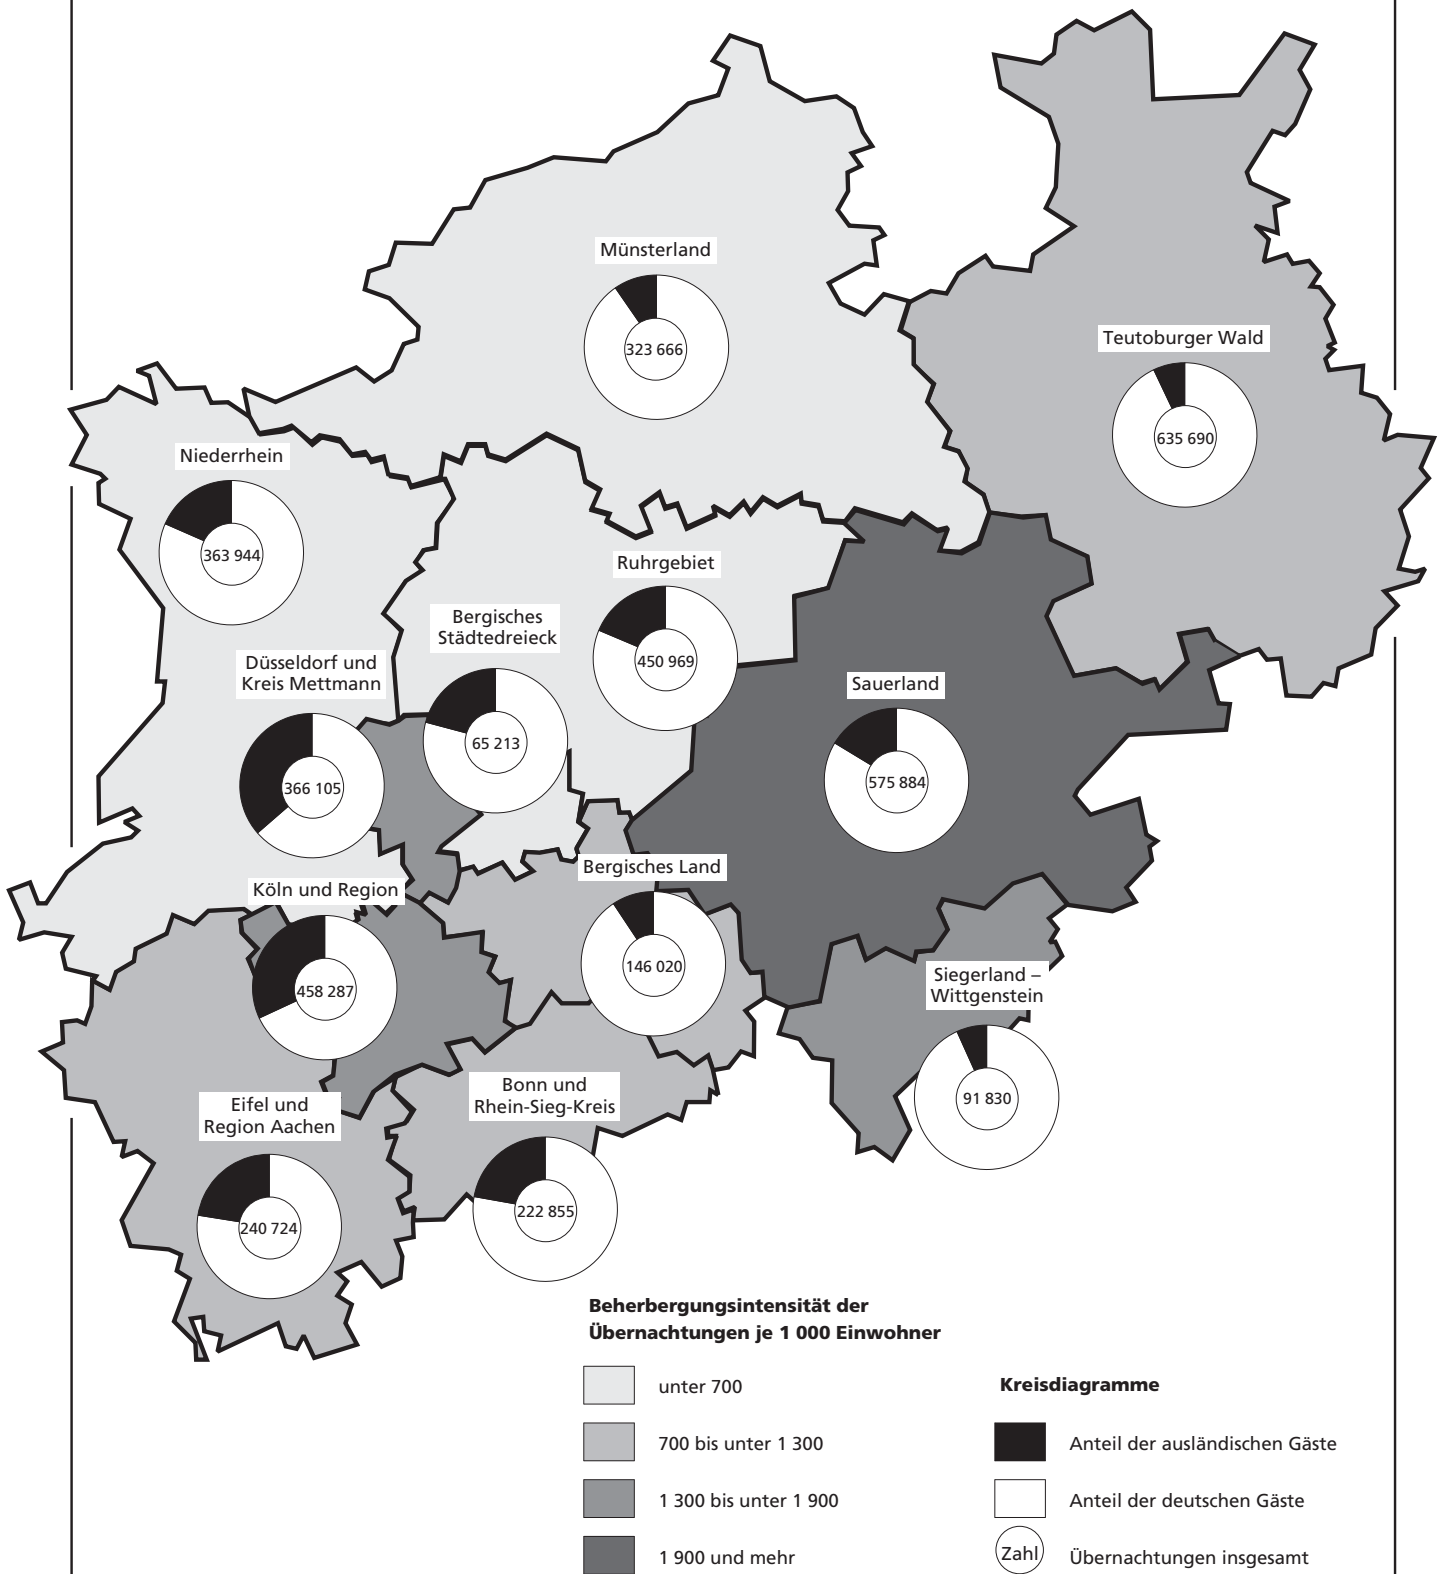 Münsterland
323 666
Teutoburger Wald
635 690
Niederrhein
363 944
Ruhrgebiet
450 969
Bergisches
Städtedreieck
65 213
Düsseldorf und
Kreis Mettmann
366 105
Sauerland
575 884
Bergisches Land
146 020
Köln und Region
458 287
Siegerland –
Wittgenstein
91 830
Bonn und
Rhein-Sieg-Kreis
222 855
Eifel und
Region Aachen
240 724
Beherbergungsintensität der
Übernachtungen je 1 000 Einwohner
unter 700
700 bis unter 1 300
1 300 bis unter 1 900
1 900 und mehr
Kreisdiagramme
Anteil der ausländischen Gäste
Anteil der deutschen Gäste
Zahl Übernachtungen insgesamt